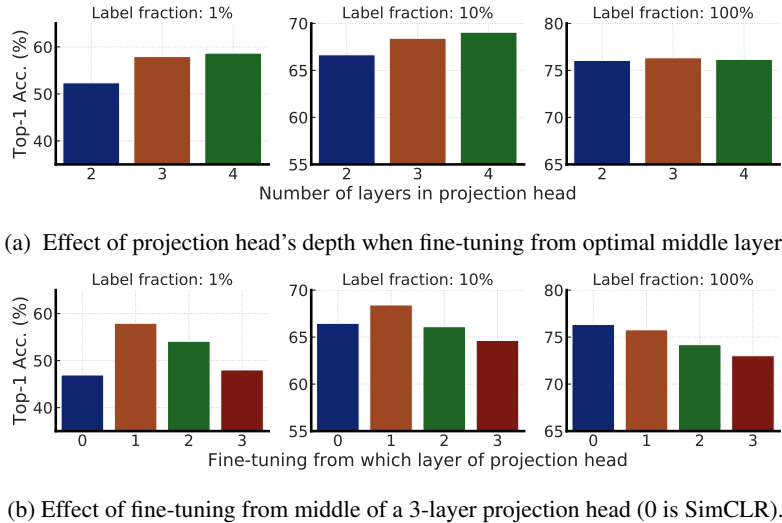 Label fraction: 1% Label fraction: 10% Label fraction: 100%
Top-1 Acc. (%)
60
50
40
2 3 4
70
65
60
55
2 3 4
80
75
70
65
2 3 4
Number of layers in projection head
(a) Effect of projection head's depth when fine-tuning from optimal middle layer
Label fraction: 1% Label fraction: 10% Label fraction: 100%
Top-1 Acc. (%)
60
50
40
0 1 2 3
70
65
60
55
0 1 2 3
80
75
70
65
0 1 2 3
Fine-tuning from which layer of projection head
(b) Effect of fine-tuning from middle of a 3-layer projection head (0 is SimCLR).